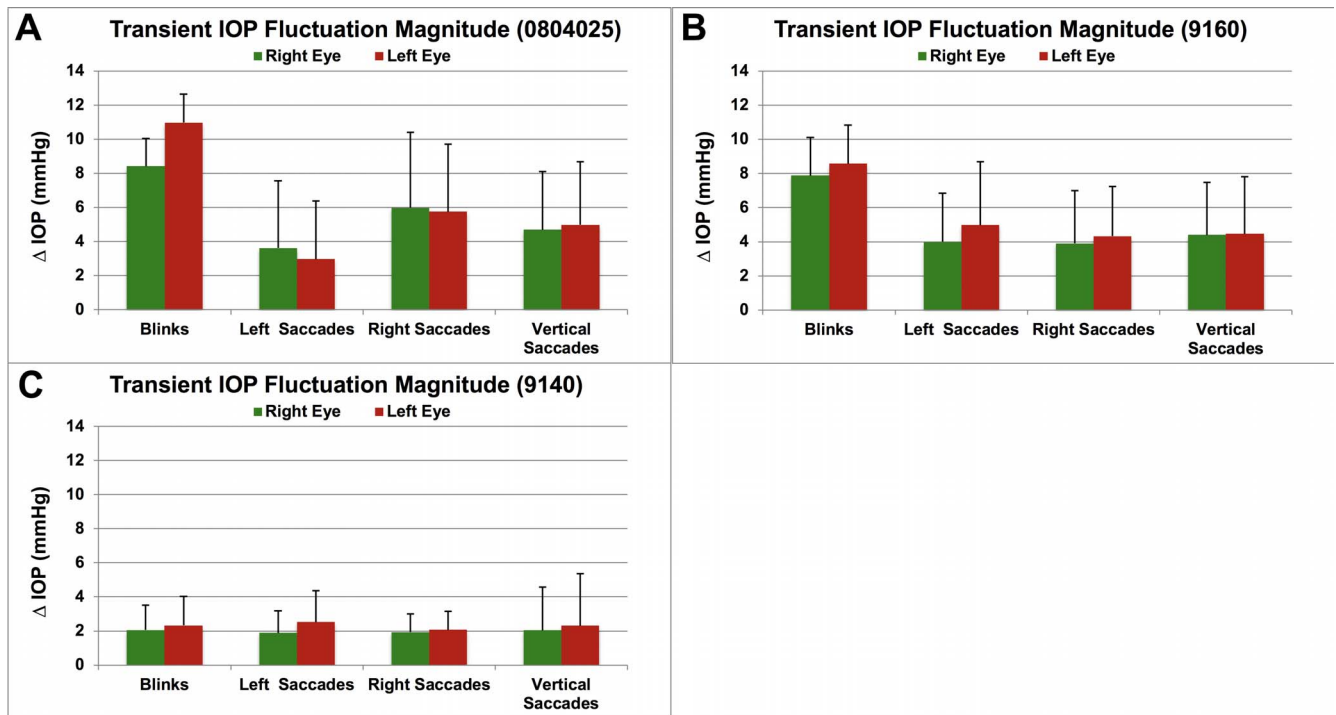 A
Transient IOP Fluctuation Magnitude (0804025)
Right Eye Left Eye
Δ IOP (mmHg)
14
12
10
8
6
4
2
0
Blinks Left Saccades Right Saccades Vertical
Saccades
B
Transient IOP Fluctuation Magnitude (9160)
Right Eye Left Eye
Δ IOP (mmHg)
14
12
10
8
6
4
2
0
Blinks Left Saccades Right Saccades Vertical
Saccades
C
Transient IOP Fluctuation Magnitude (9140)
Right Eye Left Eye
Δ IOP (mmHg)
14
12
10
8
6
4
2
0
Blinks Left Saccades Right Saccades Vertical
Saccades